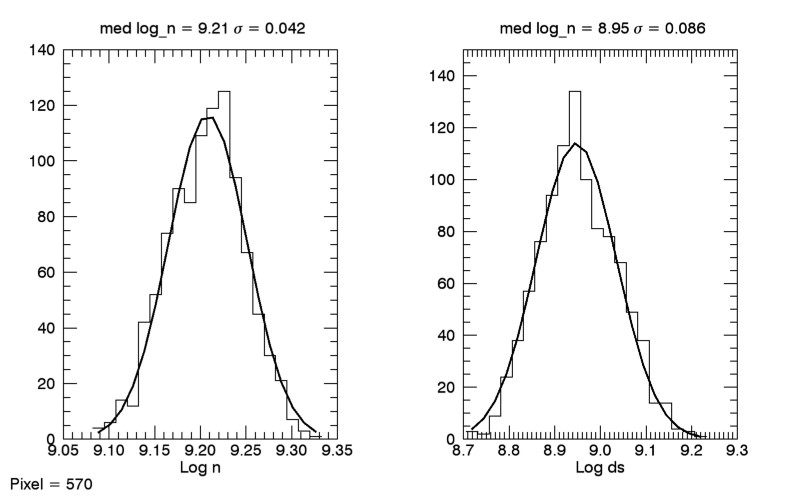 med log_n = 9.21 σ = 0.042
140
120
100
80
60
40
20
0
9.05 9.10 9.15 9.20 9.25 9.30 9.35
Log n
med log_n = 8.95 σ = 0.086
140
120
100
80
60
40
20
0
8.7 8.8 8.9 9.0 9.1 9.2 9.3
Log ds
Pixel = 570